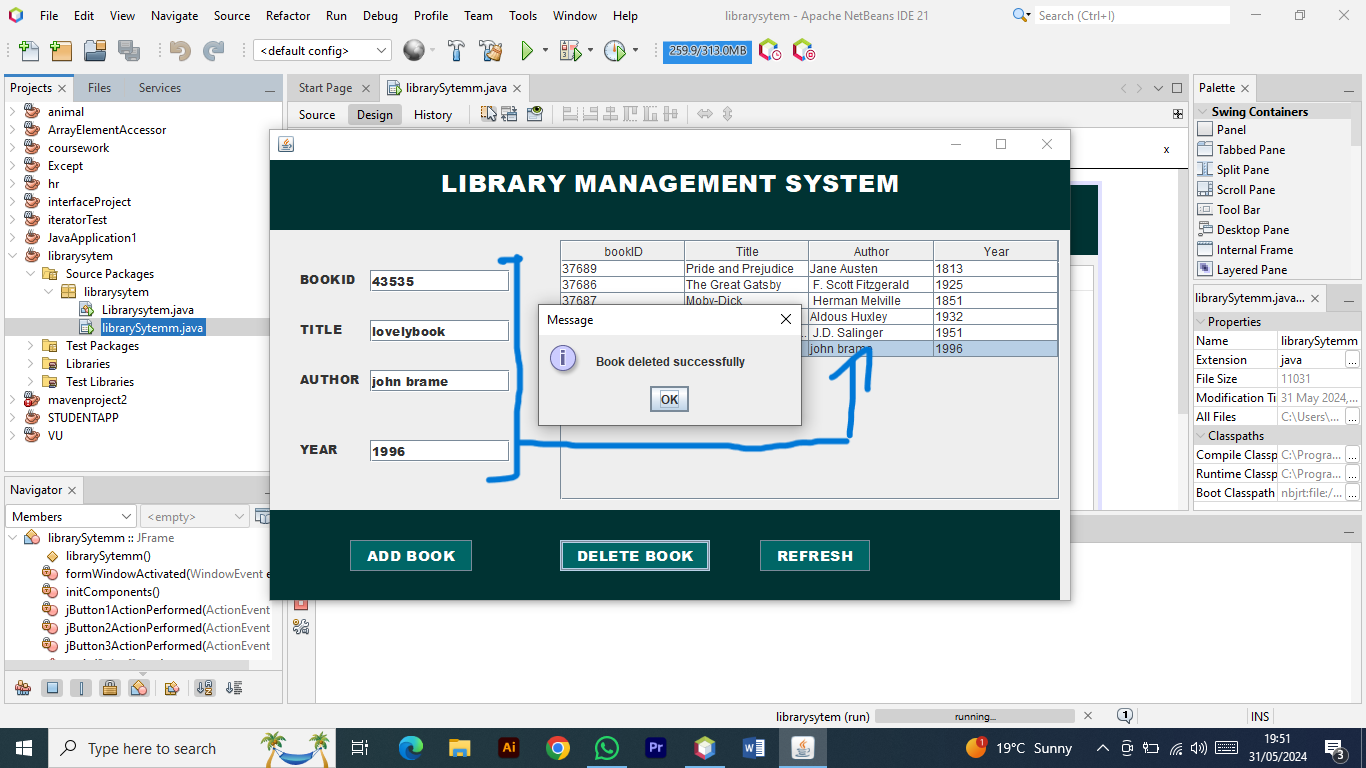 File Edit View Navigate Source Refactor Run Debug Profile Team Tools Window Help
librarysytem - Apache NetBeans IDE 21
Search (Ctrl+I)
<default config>
259.9/313.0MB
Projects
Files
Services
animal
ArrayElementAccessor
coursework
Except
hr
interfaceProject
iteratorTest
JavaApplication1
librarysytem
Source Packages
librarysytem
Librarysytem.java
librarySytemm.java
Test Packages
Libraries
Test Libraries
mavenproject2
STUDENTAPP
VU
Navigator
Members
<empty>
librarySytemm :: JFrame
librarySytemm()
formWindowActivated(WindowEvent e
initComponents()
jButton1ActionPerformed(ActionEvent
jButton2ActionPerformed(ActionEvent
jButton3ActionPerformed(ActionEvent
Start Page
librarySytemm.java
Source
Design
History
x
LIBRARY MANAGEMENT SYSTEM
BOOKID
43535
TITLE
lovelybook
AUTHOR
john brame
YEAR
1996
bookID Title Author Year
37689 Pride and Prejudice Jane Austen 1813
37686 The Great Gatsby F. Scott Fitzgerald 1925
37687 Moby-Dick Herman Melville 1851
Aldous Huxley 1932
.. J.D. Salinger 1951
john brame 1996
Message
Book deleted successfully
OK
ADD BOOK
DELETE BOOK
REFRESH
Palette
Swing Containers
Panel
Tabbed Pane
Split Pane
Scroll Pane
Tool Bar
Desktop Pane
Internal Frame
Layered Pane
librarySytemm.java...
Properties
Name librarySytemm
Extension java ...
File Size 11031
Modification Ti 31 May 2024,...
All Files C:\Users\... ...
Classpaths
Compile Classp C:\Progra... ...
Runtime Classp C:\Progra... ...
Boot Classpath nbjrt:file:/... ...
librarysytem (run)
running...
1
INS
Type here to search
Ai
Pr
W
1
19°C Sunny
19:51
31/05/2024
3